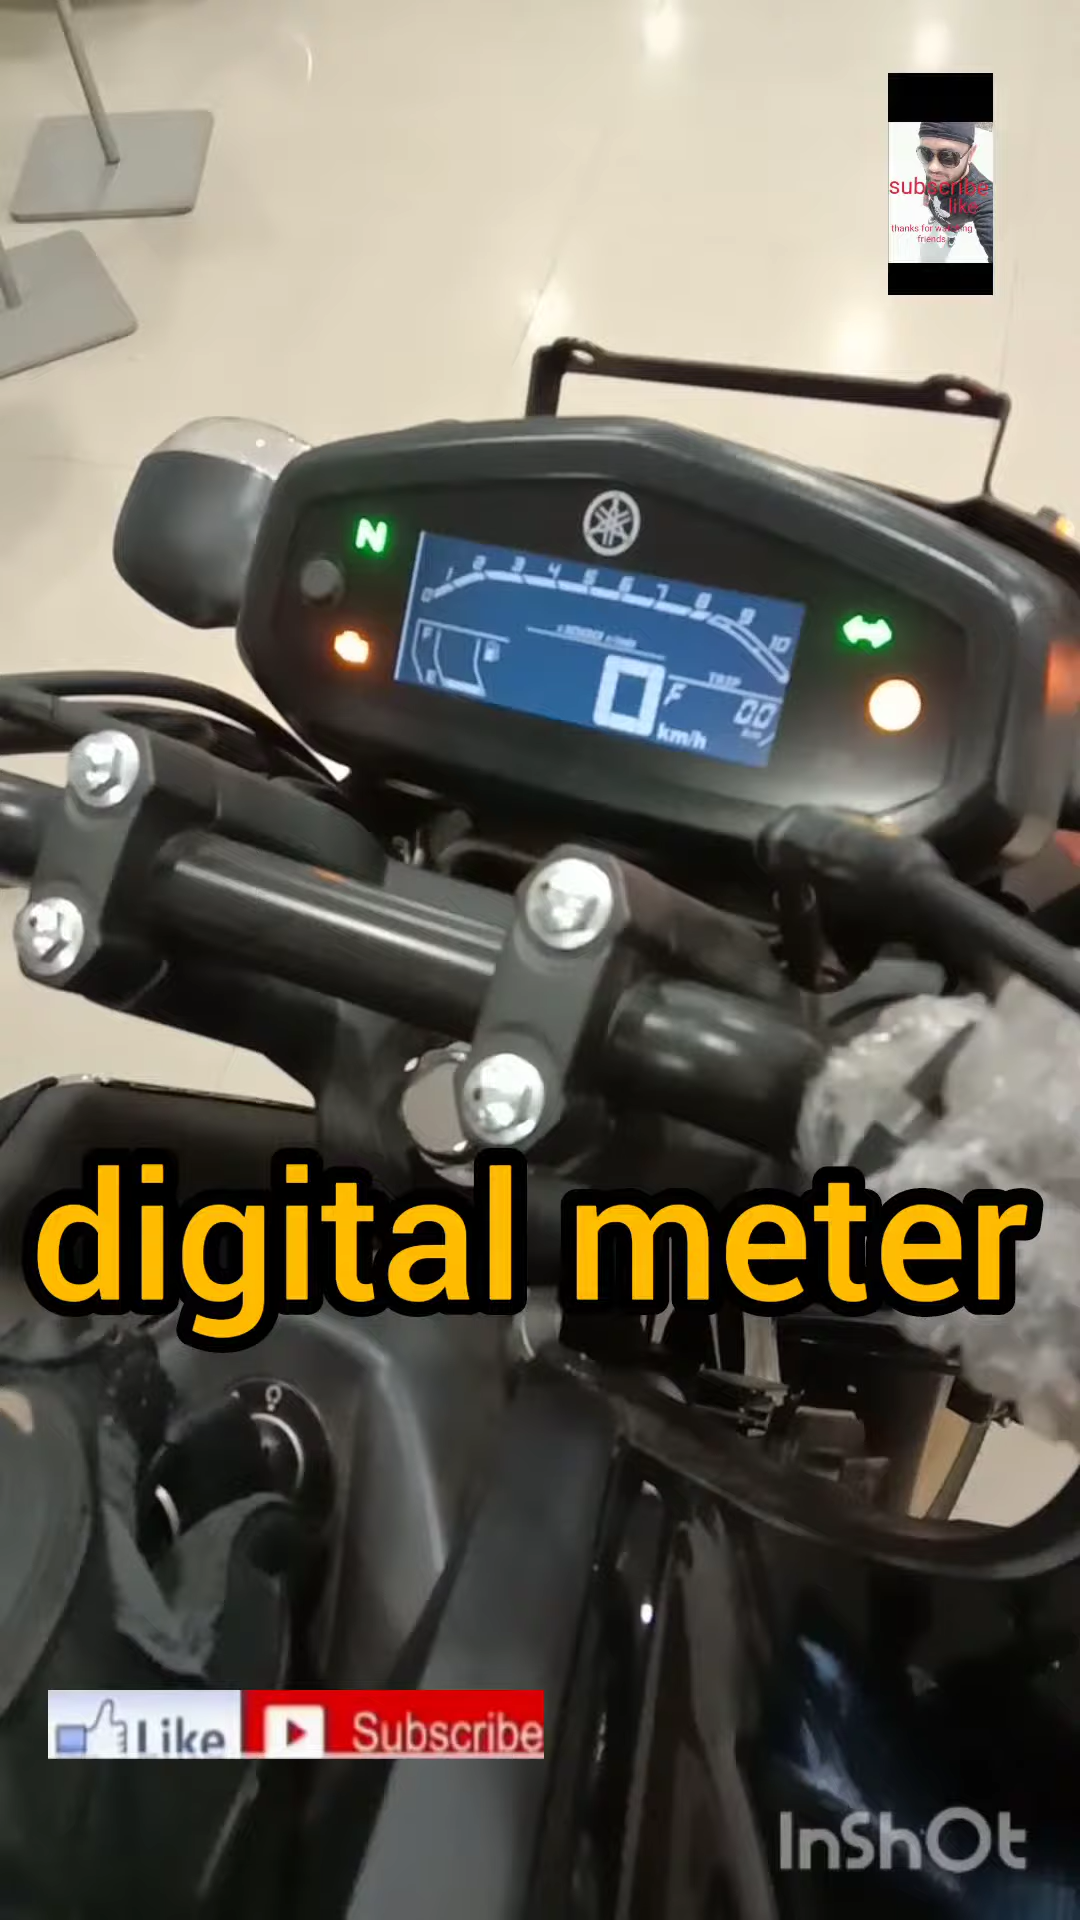 subscribe
like
thanks for watching
friends
N
0 1 2 3 4 5 6 7 8 9 10
F
E
TRIP
0 F 00
km/h
digital meter
Like Subscribe
InShOt